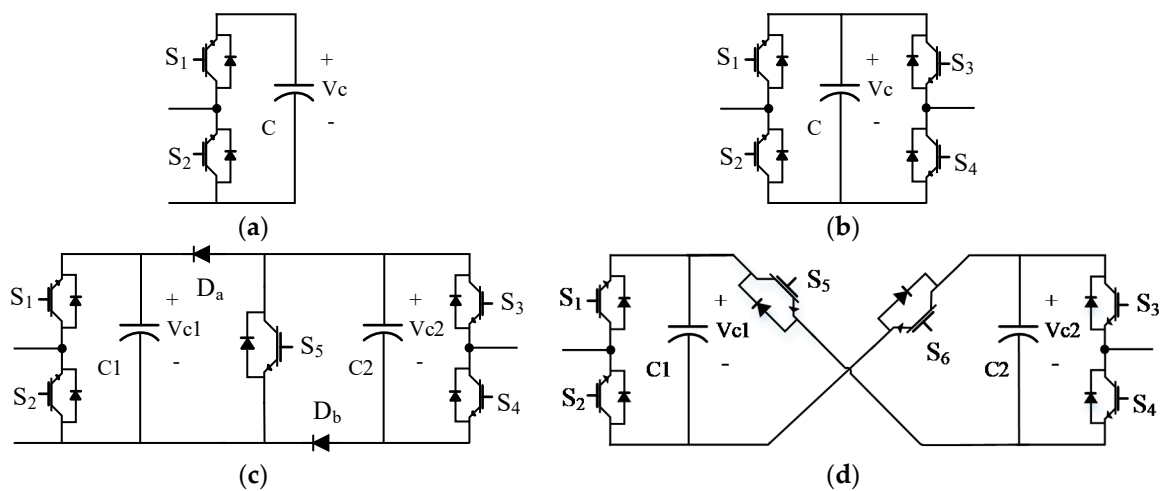 S1
S2
+
Vc
-
C
(a)
S1
S2
+
Vc
-
C
S3
S4
(b)
S1
S2
+
Vc1
-
C1
Da
S5
Db
+
Vc2
-
C2
S3
S4
(c)
S1
S2
+
Vc1
-
C1
S5
S6
+
Vc2
-
C2
S3
S4
(d)